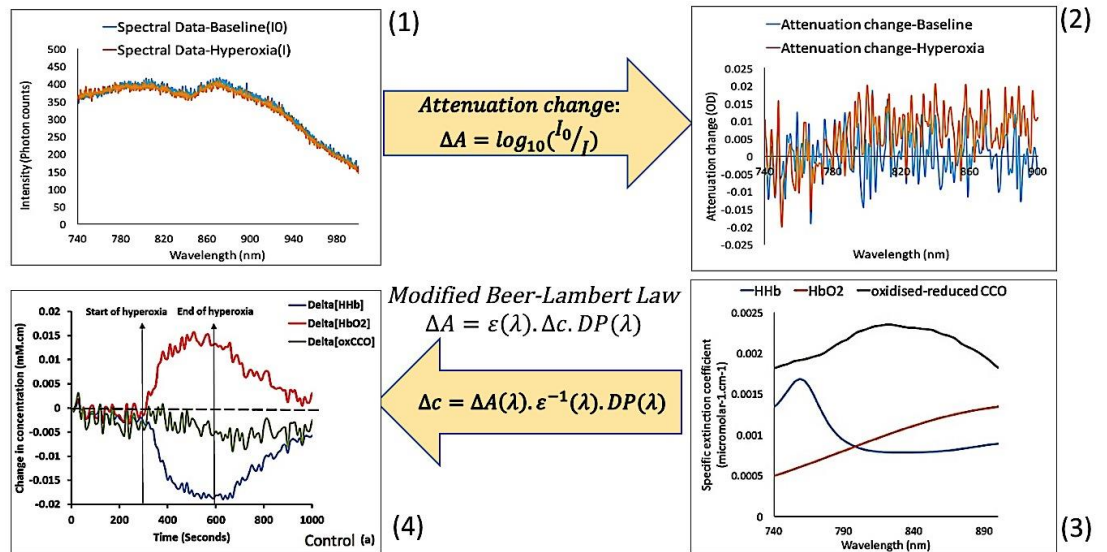 Spectral Data-Baseline(I0)
Spectral Data-Hyperoxia(I)
(1)
500
450
400
350
300
250
200
150
100
50
0
Intensity (Photon counts)
740 780 820 860 900 940 980
Wavelength (nm)
Attenuation change:
ΔA = log₁₀(I₀/I)
Attenuation change-Baseline
Attenuation change-Hyperoxia
(2)
0.025
0.02
0.015
0.01
0.005
0
-0.005
-0.01
-0.015
-0.02
-0.025
Attenuation change (OD)
740 780 820 860 900
Wavelength (nm)
Delta[HHb]
Delta[HbO2]
Delta[oxCCO]
Start of hyperoxia End of hyperoxia
0.02
0.015
0.01
0.005
0
-0.005
-0.01
-0.015
-0.02
Change in concentration (mM.cm)
0 200 400 600 800 1000
Time (Seconds)
Control (a)
(4)
Modified Beer-Lambert Law
ΔA = ε(λ). Δc. DP(λ)
Δc = ΔA(λ). ε⁻¹(λ). DP(λ)
HHb HbO2 oxidised-reduced CCO
0.0025
0.002
0.0015
0.001
0.0005
0
Specific extinction coefficient
(micromolar-1.cm-1)
740 790 840 890
Wavelength (nm)
(3)